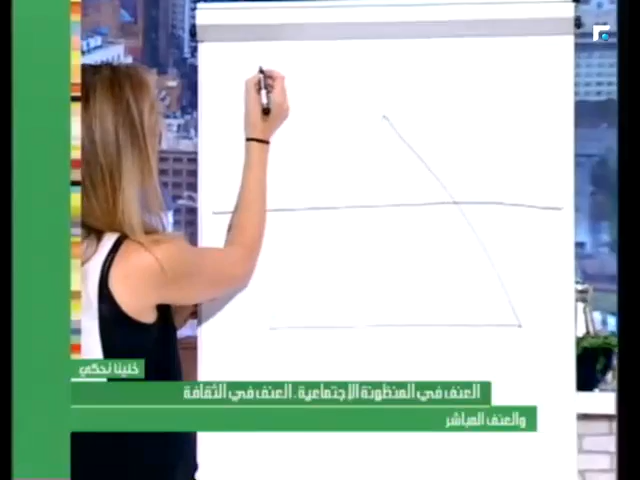 خلينا نحكي
العنف في المنظومة الإجتماعية. العنف في الثقافة
والعنف المباشر